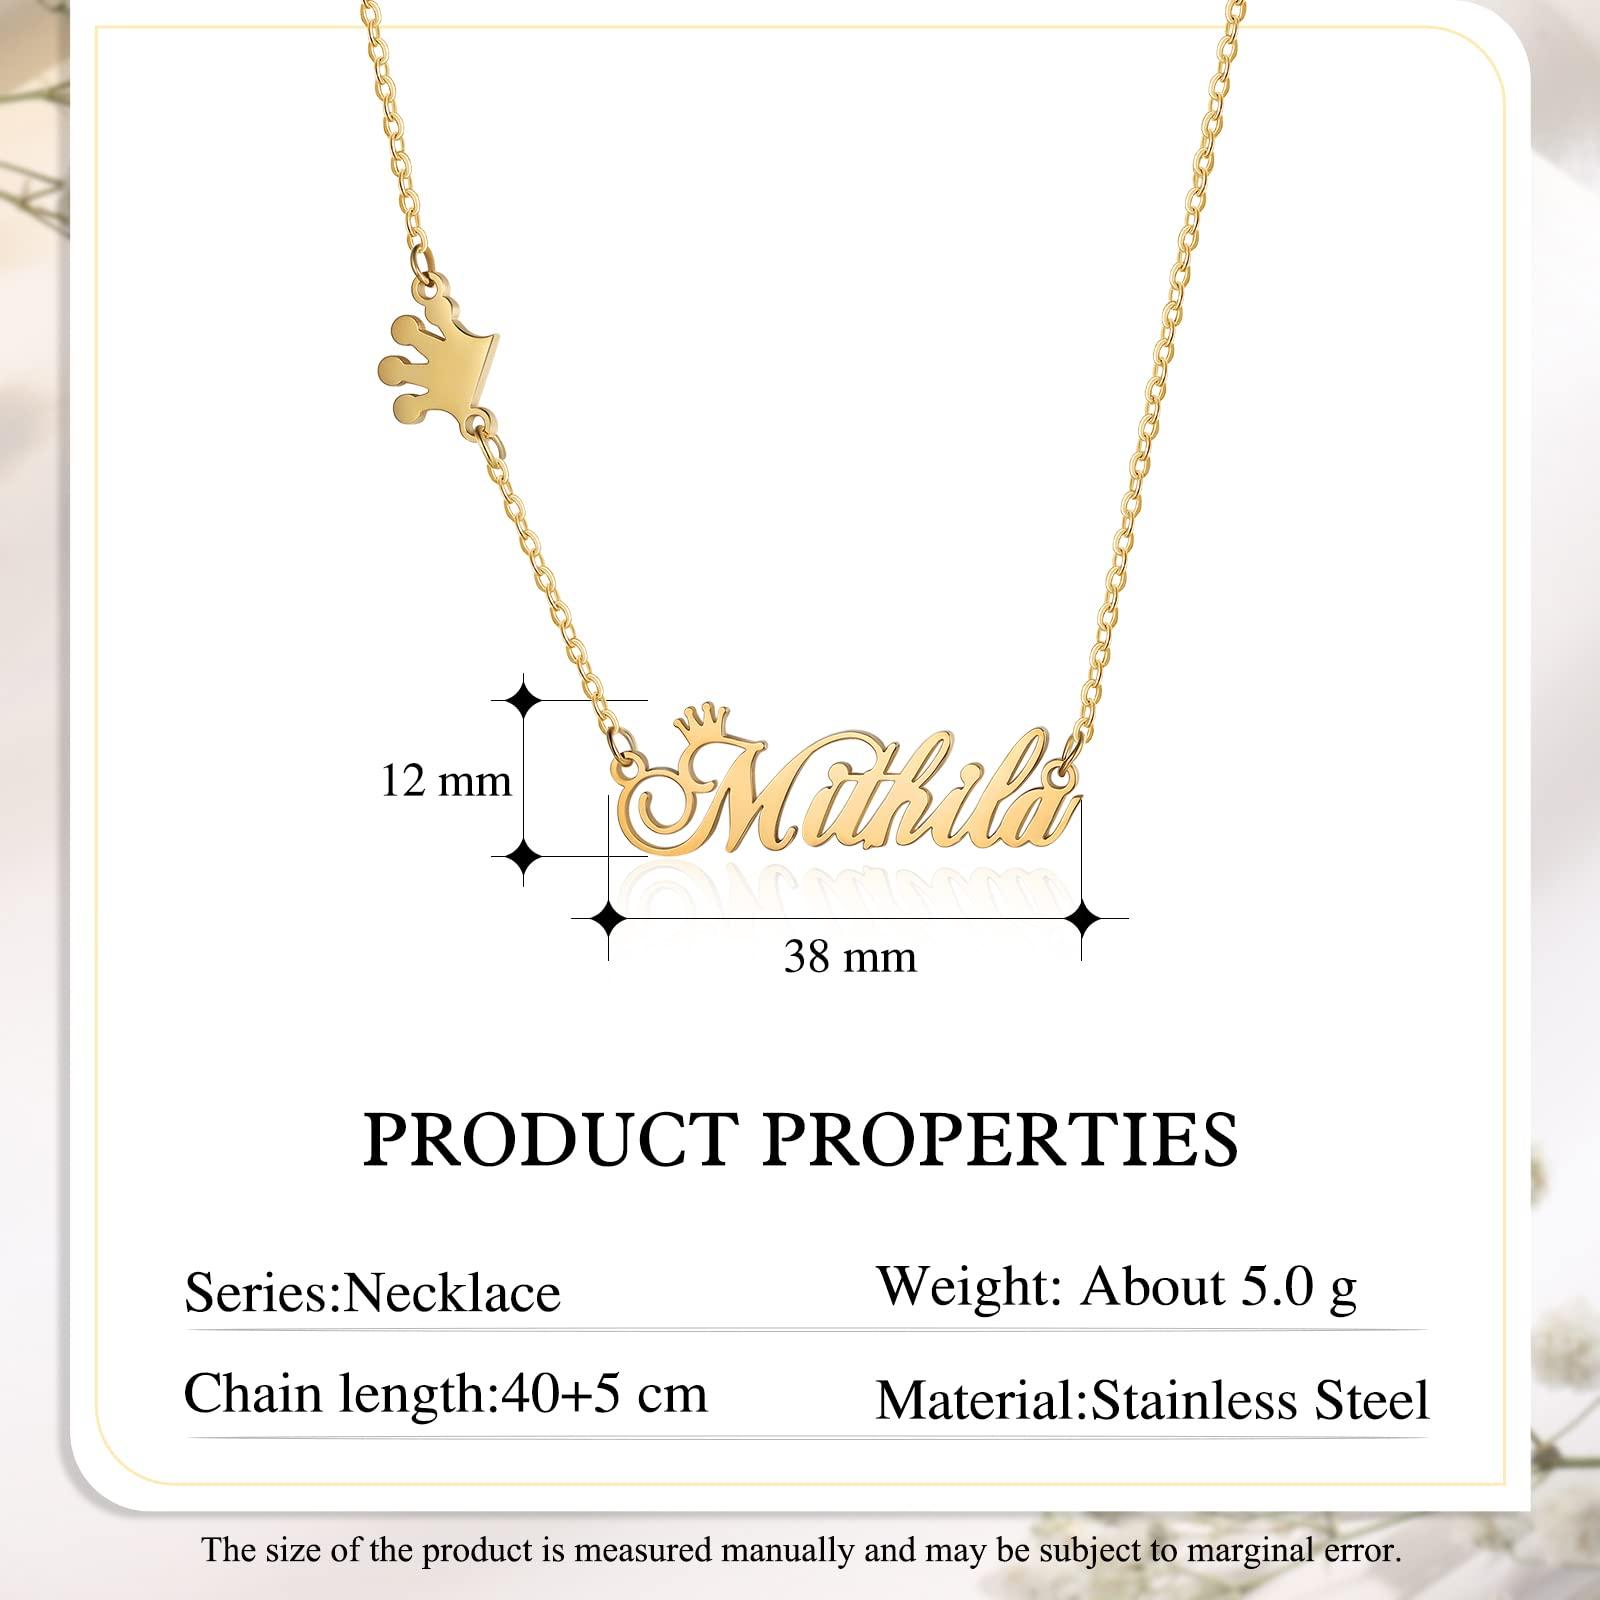 Mithila
12 mm
38 mm
PRODUCT PROPERTIES
Series:Necklace
Weight: About 5.0 g
Chain length:40+5 cm
Material:Stainless Steel
The size of the product is measured manually and may be subject to marginal error.